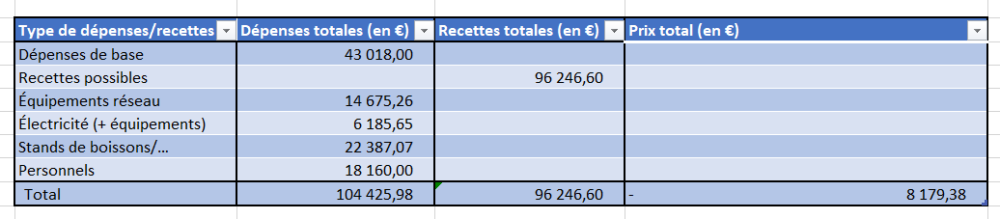 Type de dépenses/recettes Dépenses totales (en €) Recettes totales (en €) Prix total (en €)
Dépenses de base 43 018,00
Recettes possibles 96 246,60
Équipements réseau 14 675,26
Électricité (+ équipements) 6 185,65
Stands de boissons/... 22 387,07
Personnels 18 160,00
Total 104 425,98 96 246,60 - 8 179,38